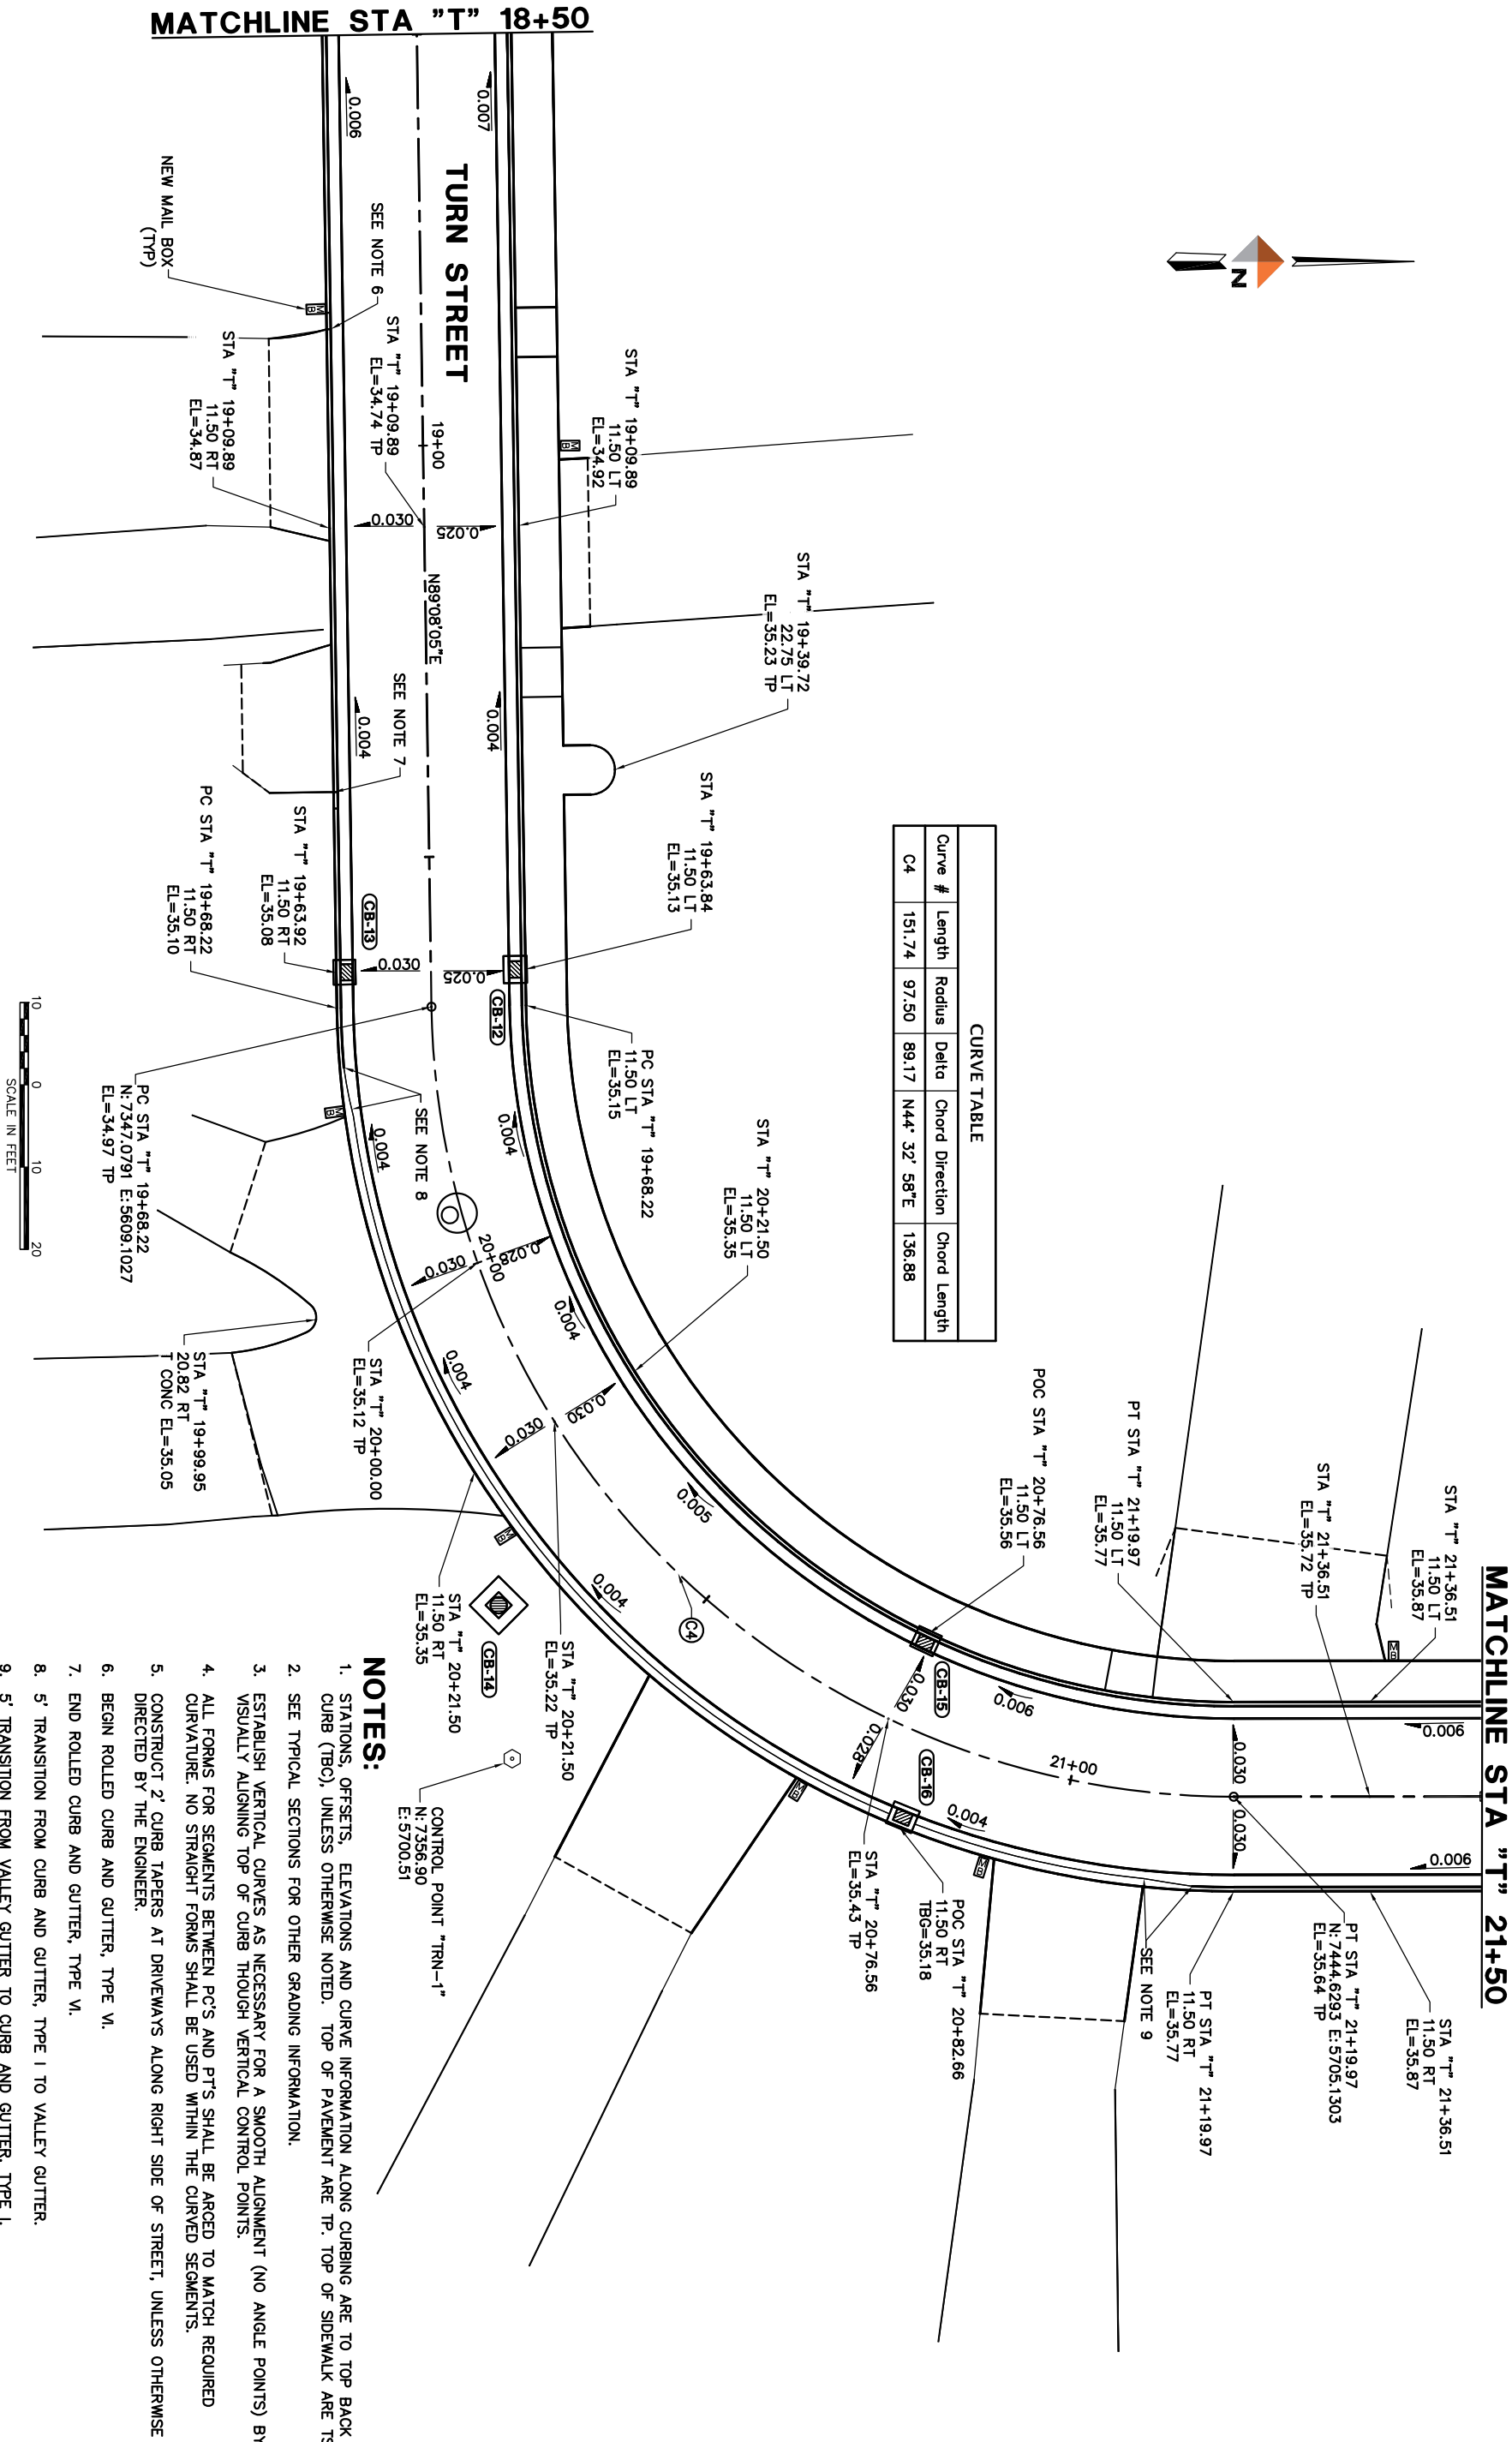 MATCHLINE STA "T" 18+50
MATCHLINE STA "T" 21+50
N
TURN STREET
0.007
0.006
NEW MAIL BOX
(TYP)
SEE NOTE 6
STA "T" 19+09.89
EL=34.74 TP
STA "T" 19+09.89
11.50 RT
EL=34.87
STA "T" 19+09.89
11.50 LT
EL=34.92
19+00
0.030
0.025
N89°08'05"E
STA "T" 19+39.72
22.75 LT
EL=35.23 TP
SEE NOTE 7
0.004
0.004
STA "T" 19+63.84
11.50 LT
EL=35.13
STA "T" 19+63.92
11.50 RT
EL=35.08
PC STA "T" 19+68.22
11.50 RT
EL=35.10
CB-13
CB-12
0.030
0.025
PC STA "T" 19+68.22
11.50 LT
EL=35.15
PC STA "T" 19+68.22
N:7347.0791 E:5609.1027
EL=34.97 TP
SEE NOTE 8
0.004
0.004
20+00
0.028
0.030
STA "T" 20+00.00
EL=35.12 TP
STA "T" 19+99.95
20.82 RT
T CONC EL=35.05
STA "T" 20+21.50
11.50 LT
EL=35.35
0.004
0.004
0.030
0.030
STA "T" 20+21.50
EL=35.22 TP
STA "T" 20+21.50
11.50 RT
EL=35.35
CB-14
0.005
0.004
C4
CURVE TABLE
Curve # Length Radius Delta Chord Direction Chord Length
C4 151.74 97.50 89.17 N44° 32' 58"E 136.88
POC STA "T" 20+76.56
11.50 LT
EL=35.56
CB-15
CB-16
0.030
0.028
0.006
0.004
STA "T" 20+76.56
EL=35.43 TP
POC STA "T" 20+82.66
11.50 RT
TBG=35.18
21+00
PT STA "T" 21+19.97
11.50 LT
EL=35.77
0.030
0.030
PT STA "T" 21+19.97
N:7444.6293 E:5705.1303
EL=35.64 TP
PT STA "T" 21+19.97
11.50 RT
EL=35.77
SEE NOTE 9
STA "T" 21+36.51
EL=35.72 TP
STA "T" 21+36.51
11.50 LT
EL=35.87
STA "T" 21+36.51
11.50 RT
EL=35.87
0.006
0.006
MB
MB
MB
MB
MB
MB
MB
CONTROL POINT "TRN-1"
N:7356.90
E:5700.51
10 0 10 20
SCALE IN FEET
NOTES:
1. STATIONS, OFFSETS, ELEVATIONS AND CURVE INFORMATION ALONG CURBING ARE TO TOP BACK
CURB (TBC), UNLESS OTHERWISE NOTED. TOP OF PAVEMENT ARE TP. TOP OF SIDEWALK ARE TS
2. SEE TYPICAL SECTIONS FOR OTHER GRADING INFORMATION.
3. ESTABLISH VERTICAL CURVES AS NECESSARY FOR A SMOOTH ALIGNMENT (NO ANGLE POINTS) BY
VISUALLY ALIGNING TOP OF CURB THOUGH VERTICAL CONTROL POINTS.
4. ALL FORMS FOR SEGMENTS BETWEEN PC'S AND PT'S SHALL BE ARCED TO MATCH REQUIRED
CURVATURE. NO STRAIGHT FORMS SHALL BE USED WITHIN THE CURVED SEGMENTS.
5. CONSTRUCT 2' CURB TAPERS AT DRIVEWAYS ALONG RIGHT SIDE OF STREET, UNLESS OTHERWISE
DIRECTED BY THE ENGINEER.
6. BEGIN ROLLED CURB AND GUTTER, TYPE VI.
7. END ROLLED CURB AND GUTTER, TYPE VI.
8. 5' TRANSITION FROM CURB AND GUTTER, TYPE I TO VALLEY GUTTER.
9. 5' TRANSITION FROM VALLEY GUTTER TO CURB AND GUTTER, TYPE I.